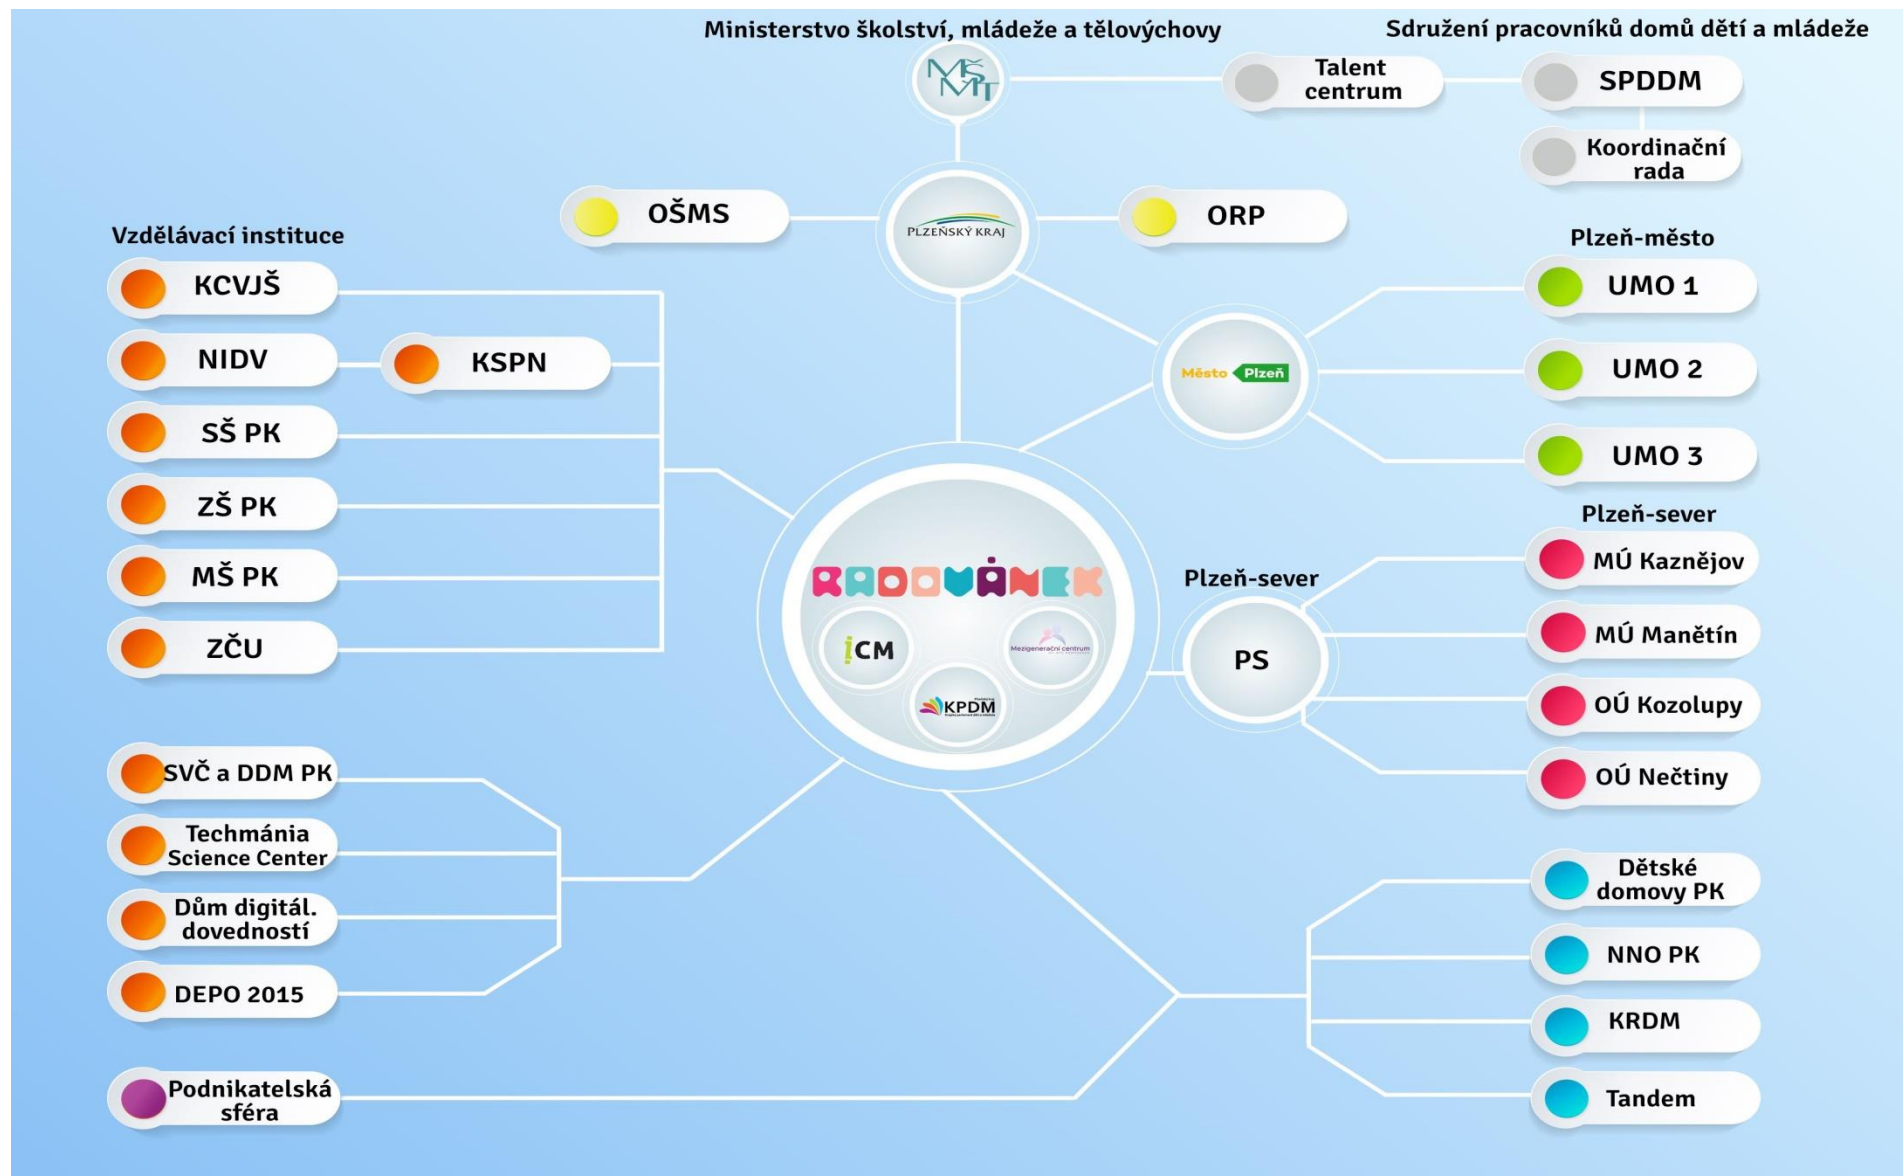 Ministerstvo školství, mládeže a tělovýchovy
Sdružení pracovníků domů dětí a mládeže
MŠMT
Talent
centrum
SPDDM
Koordinační
rada
OŠMS
PLZEŇSKÝ KRAJ
ORP
Vzdělávací instituce
KCVJŠ
NIDV
KSPN
SŠ PK
ZŠ PK
MŠ PK
ZČU
Plzeň-město
UMO 1
Město Plzeň
UMO 2
UMO 3
Plzeň-sever
MÚ Kaznějov
MÚ Manětín
OÚ Kozolupy
OÚ Nečtiny
Plzeň-sever
PS
RADOVÁNEK
iCM
Mezigenerační centrum
KPDM
SVČ a DDM PK
Techmánia
Science Center
Dům digitál.
dovedností
DEPO 2015
Podnikatelská
sféra
Dětské
domovy PK
NNO PK
KRDM
Tandem